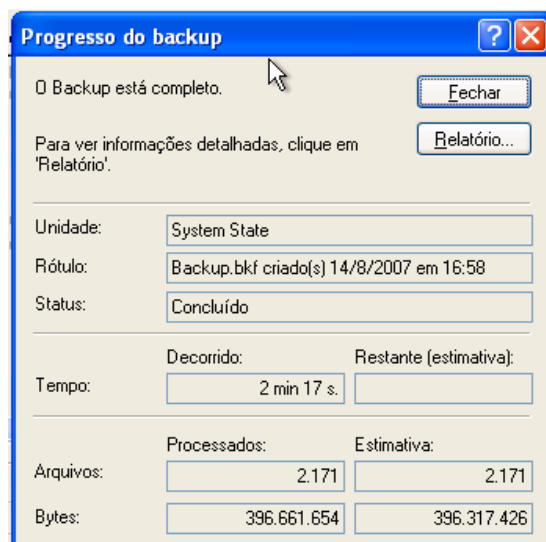 Progresso do backup
O Backup está completo.
Fechar
Para ver informações detalhadas, clique em
'Relatório'.
Relatório...
Unidade: System State
Rótulo: Backup.bkf criado(s) 14/8/2007 em 16:58
Status: Concluído
Decorrido: Restante (estimativa):
Tempo: 2 min 17 s.
Processados: Estimativa:
Arquivos: 2.171 2.171
Bytes: 396.661.654 396.317.426